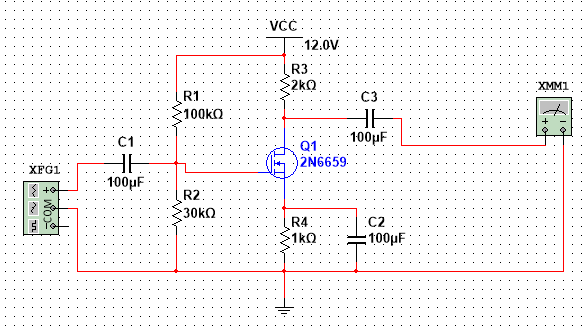 VCC
12.0V
R3
2kΩ
C3
XMM1
R1
100kΩ
100µF
Q1
2N6659
C1
XFG1
100µF
R2
30kΩ
COM
R4
1kΩ
C2
100µF